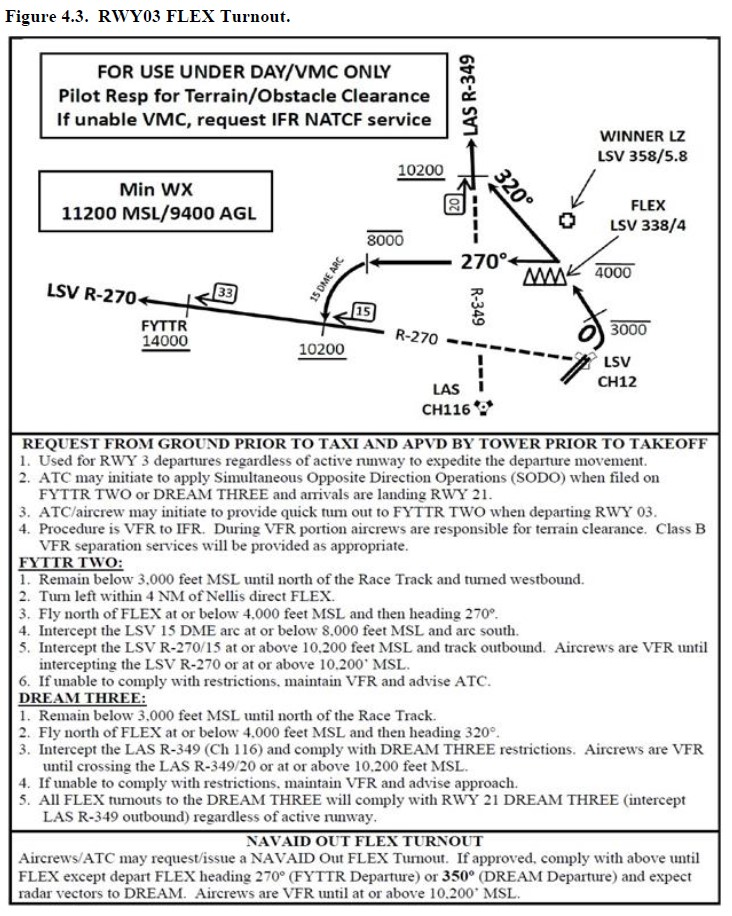 Figure 4.3.  RWY03 FLEX Turnout.
FOR USE UNDER DAY/VMC ONLY
Pilot Resp for Terrain/Obstacle Clearance
If unable VMC, request IFR NATCF service
LAS R-349
WINNER LZ
LSV 358/5.8
10200
320°
Min WX
11200 MSL/9400 AGL
20
FLEX
LSV 338/4
8000
270°
4000
15 DME ARC
LSV R-270
33
R-349
FYTTR
14000
15
10200
R-270
0
3000
LSV
CH12
LAS
CH116
REQUEST FROM GROUND PRIOR TO TAXI AND APVD BY TOWER PRIOR TO TAKEOFF
1. Used for RWY 3 departures regardless of active runway to expedite the departure movement.
2. ATC may initiate to apply Simultaneous Opposite Direction Operations (SODO) when filed on
FYTTR TWO or DREAM THREE and arrivals are landing RWY 21.
3. ATC/aircrew may initiate to provide quick turn out to FYTTR TWO when departing RWY 03.
4. Procedure is VFR to IFR. During VFR portion aircrews are responsible for terrain clearance. Class B
VFR separation services will be provided as appropriate.
FYTTR TWO:
1. Remain below 3,000 feet MSL until north of the Race Track and turned westbound.
2. Turn left within 4 NM of Nellis direct FLEX.
3. Fly north of FLEX at or below 4,000 feet MSL and then heading 270°.
4. Intercept the LSV 15 DME arc at or below 8,000 feet MSL and arc south.
5. Intercept the LSV R-270/15 at or above 10,200 feet MSL and track outbound. Aircrews are VFR until
intercepting the LSV R-270 or at or above 10,200' MSL.
6. If unable to comply with restrictions, maintain VFR and advise ATC.
DREAM THREE:
1. Remain below 3,000 feet MSL until north of the Race Track.
2. Fly north of FLEX at or below 4,000 feet MSL and then heading 320°.
3. Intercept the LAS R-349 (Ch 116) and comply with DREAM THREE restrictions. Aircrews are VFR
until crossing the LAS R-349/20 or at or above 10,200 feet MSL.
4. If unable to comply with restrictions, maintain VFR and advise approach.
5. All FLEX turnouts to the DREAM THREE will comply with RWY 21 DREAM THREE (intercept
LAS R-349 outbound) regardless of active runway.
NAVAID OUT FLEX TURNOUT
Aircrews/ATC may request/issue a NAVAID Out FLEX Turnout. If approved, comply with above until
FLEX except depart FLEX heading 270° (FYTTR Departure) or 350° (DREAM Departure) and expect
radar vectors to DREAM. Aircrews are VFR until at or above 10,200' MSL.